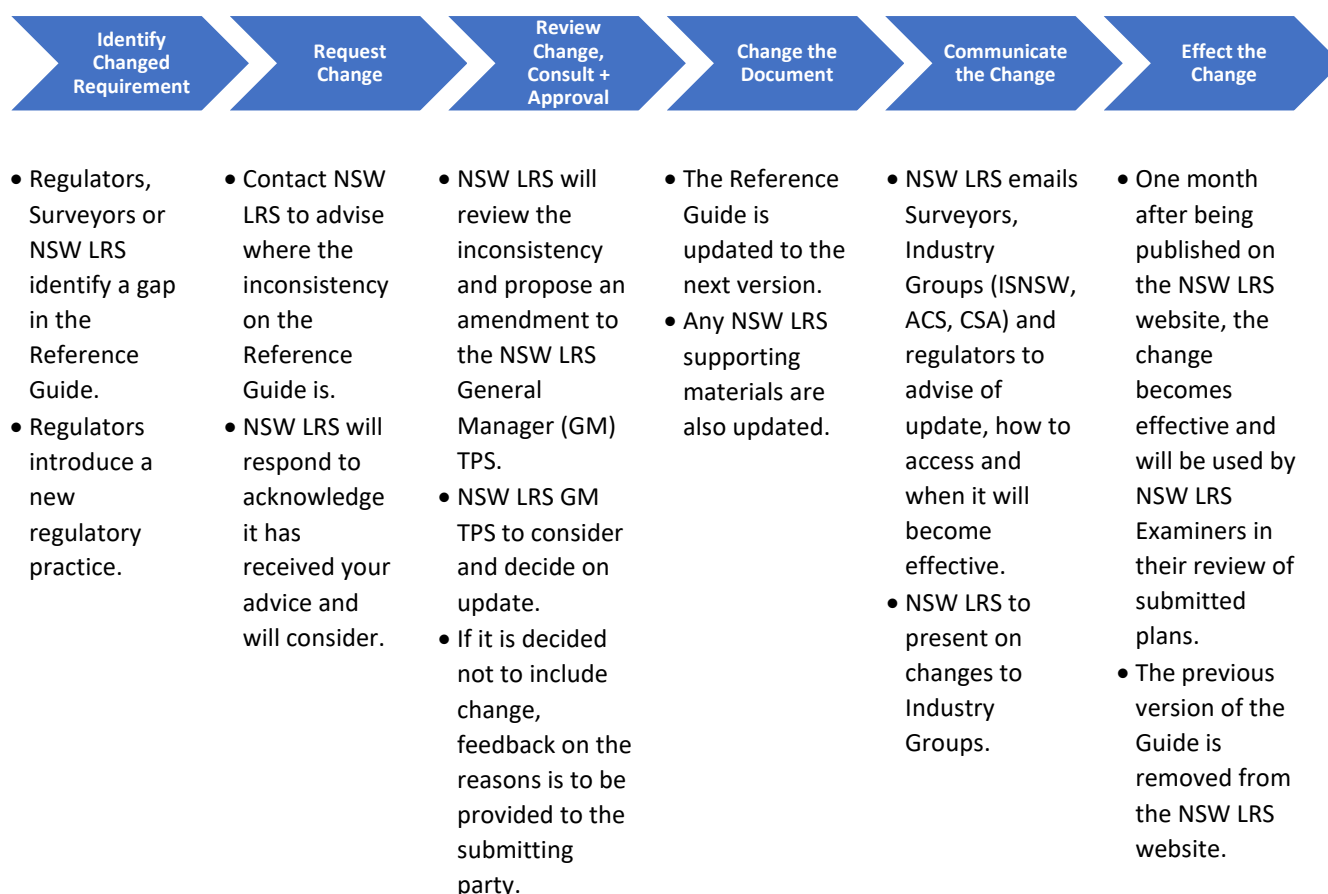 Identify
Changed
Requirement
Request
Change
Review
Change,
Consult +
Approval
Change the
Document
Communicate
the Change
Effect the
Change
• Regulators,
Surveyors or
NSW LRS
identify a gap
in the
Reference
Guide.
• Regulators
introduce a
new
regulatory
practice.
• Contact NSW
LRS to advise
where the
inconsistency
on the
Reference
Guide is.
• NSW LRS will
respond to
acknowledge
it has
received your
advice and
will consider.
• NSW LRS will
review the
inconsistency
and propose an
amendment to
the NSW LRS
General
Manager (GM)
TPS.
• NSW LRS GM
TPS to consider
and decide on
update.
• If it is decided
not to include
change,
feedback on the
reasons is to be
provided to the
submitting
party.
• The Reference
Guide is
updated to the
next version.
• Any NSW LRS
supporting
materials are
also updated.
• NSW LRS emails
Surveyors,
Industry
Groups (ISNSW,
ACS, CSA) and
regulators to
advise of
update, how to
access and
when it will
become
effective.
• NSW LRS to
present on
changes to
Industry
Groups.
• One month
after being
published on
the NSW LRS
website, the
change
becomes
effective and
will be used by
NSW LRS
Examiners in
their review of
submitted
plans.
• The previous
version of the
Guide is
removed from
the NSW LRS
website.